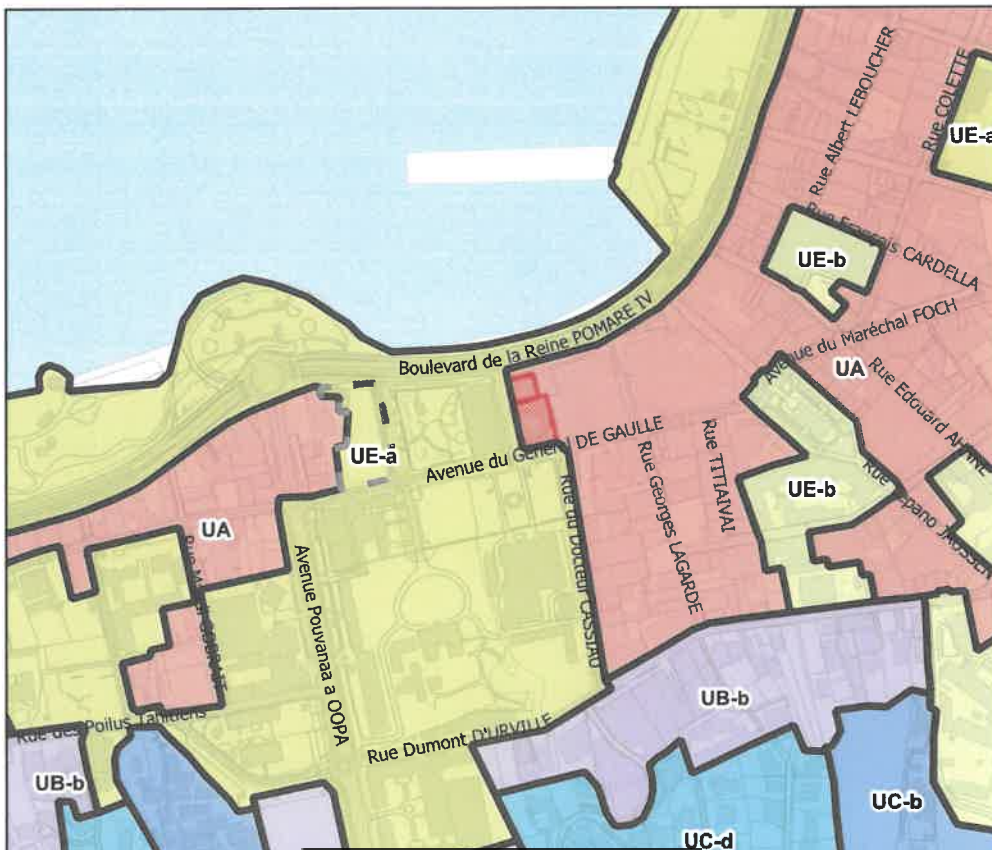 Rue Albert LEBOUCHER
Rue COLETTE
UE-a
Rue François CARDELLA
UE-b
Avenue du Maréchal FOCH
Boulevard de la Reine POMARE IV
UA
Rue Edouard AHNNE
Avenue du Général DE GAULLE
UE-a
Rue TITIAIVAI
Rue Georges LAGARDE
UE-b
JAUSSEN
UA
Rue du Docteur CASSIAU
Avenue Pouvanaa a OOPA
Rue des Poilus Tahitiens
Rue Dumont D'URVILLE
UB-b
UB-b
UC-b
UC-d